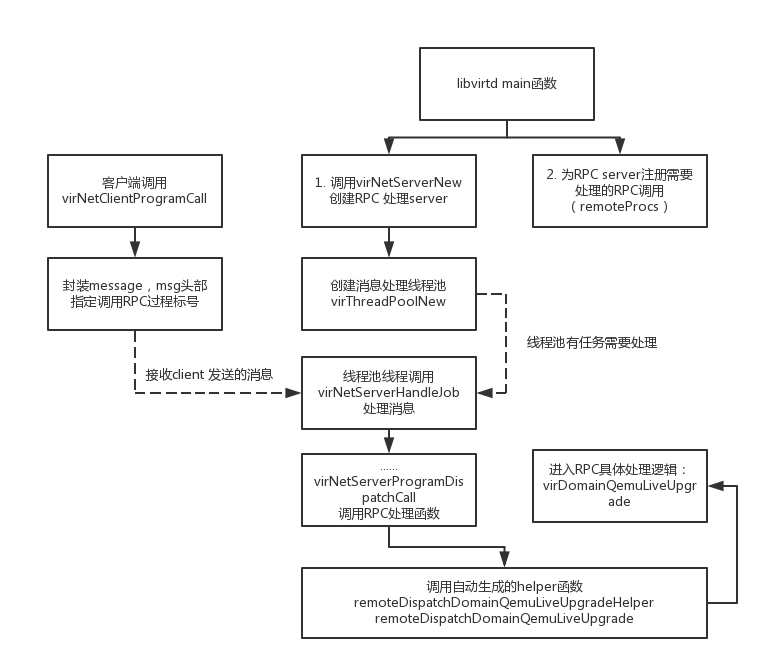 libvirtd main函数
客户端调用
virNetClientProgramCall
1. 调用virNetServerNew
创建RPC 处理server
2. 为RPC server注册需要
处理的RPC调用
（remoteProcs）
封装message，msg头部
指定调用RPC过程标号
创建消息处理线程池
virThreadPoolNew
线程池有任务需要处理
接收client 发送的消息
线程池线程调用
virNetServerHandleJob
处理消息
......
virNetServerProgramDis
patchCall
调用RPC处理函数
进入RPC具体处理逻辑：
virDomainQemuLiveUpgr
ade
调用自动生成的helper函数
remoteDispatchDomainQemuLiveUpgradeHelper
remoteDispatchDomainQemuLiveUpgrade